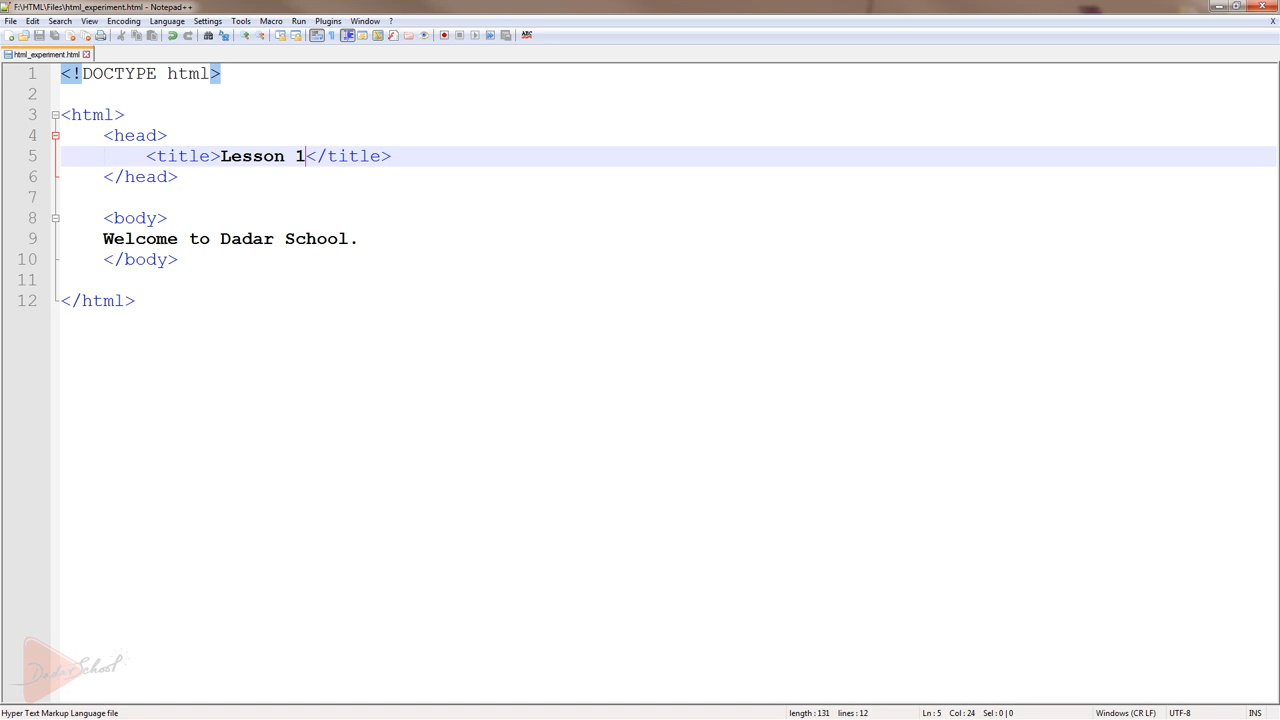 F:\HTML\Files\html_experiment.html - Notepad++
File Edit Search View Encoding Language Settings Tools Macro Run Plugins Window ? X
ABC
html_experiment.html
1 <!DOCTYPE html>
2
3 <html>
4 <head>
5 <title>Lesson 1</title>
6 </head>
7
8 <body>
9 Welcome to Dadar School.
10 </body>
11
12 </html>
DadarSchool
Hyper Text Markup Language file length : 131 lines : 12 Ln : 5 Col : 24 Sel : 0 | 0 Windows (CR LF) UTF-8 INS